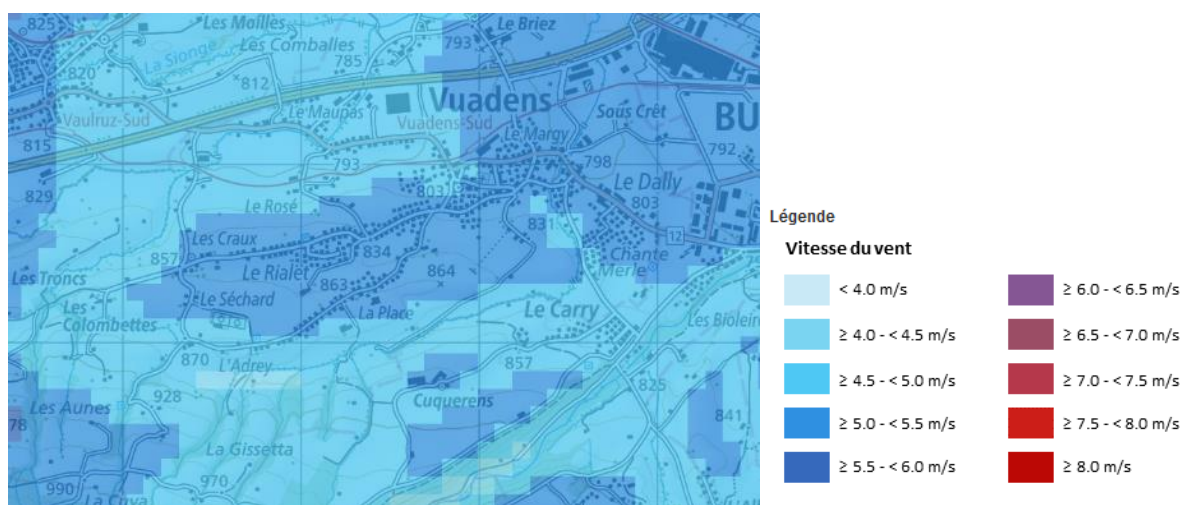 825
Les Moilles
Le Briez
Les Comballes
793
La Sionge
785
820
812
Vuadens
Le Maupas
Sous Crêt
BU
Vaulruz-Sud
Vuadens-Sud
Le Margy
815
793
798
792
829
803
Le Dally
Le Rosé
803
831
Les Craux
12
857
834
Chante
Merle
Les Troncs
Le Rialet
864
863
Le Séchard
Les
Colombettes
La Place
Le Carry
Les Bioleire
870
L'Adrey
857
825
928
Les Aunes
Cuquerens
841
78
La Gissetta
990
970
La Chya
Légende
Vitesse du vent
< 4.0 m/s
≥ 4.0 - < 4.5 m/s
≥ 4.5 - < 5.0 m/s
≥ 5.0 - < 5.5 m/s
≥ 5.5 - < 6.0 m/s
≥ 6.0 - < 6.5 m/s
≥ 6.5 - < 7.0 m/s
≥ 7.0 - < 7.5 m/s
≥ 7.5 - < 8.0 m/s
≥ 8.0 m/s